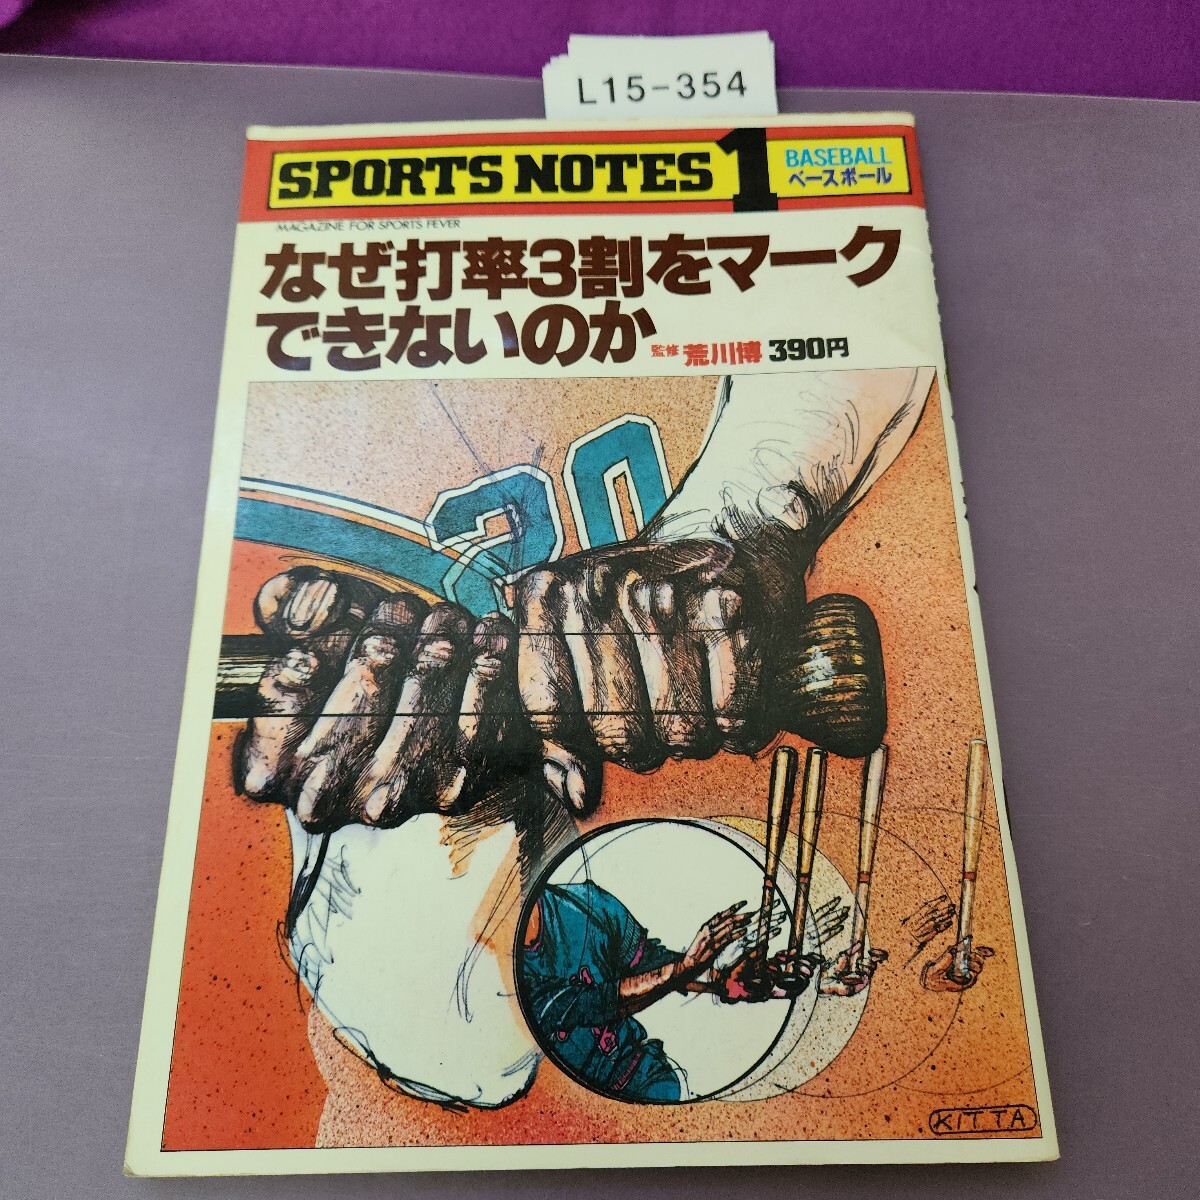 L15-354
SPORTS NOTES 1
BASEBALL
ベースボール
MAGAZINE FOR SPORTS FEVER
なぜ打率3割をマーク
できないのか
監修 荒川博 390円
20
KITTA